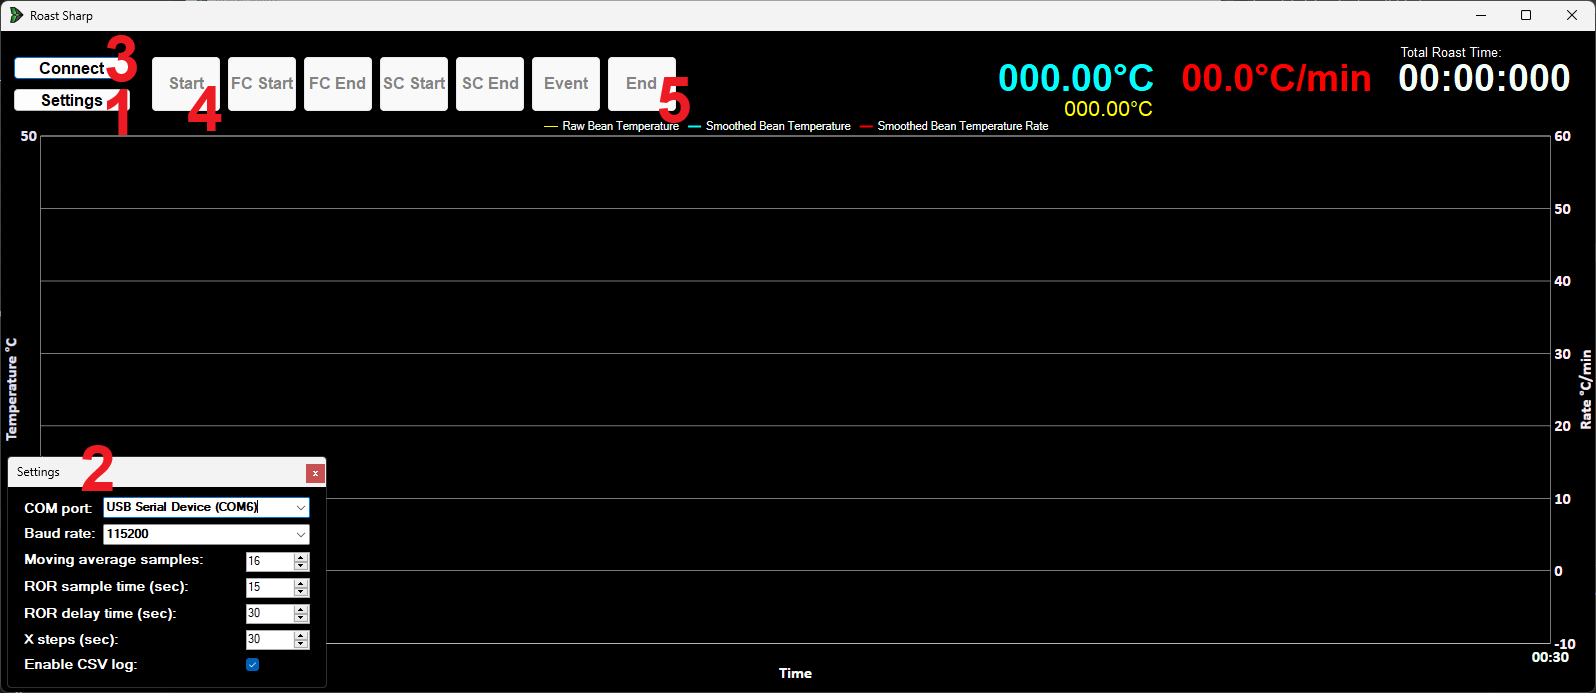 Roast Sharp
Connect
3
Settings
1
Start
4
FC Start
FC End
SC Start
SC End
Event
End
5
000.00°C
000.00°C
00.0°C/min
Total Roast Time:
00:00:000
Raw Bean Temperature
Smoothed Bean Temperature
Smoothed Bean Temperature Rate
50
60
50
40
30
20
10
0
-10
Temperature °C
Rate °C/min
00:30
Time
Settings
2
x
COM port: USB Serial Device (COM6)
Baud rate: 115200
Moving average samples: 16
ROR sample time (sec): 15
ROR delay time (sec): 30
X steps (sec): 30
Enable CSV log: